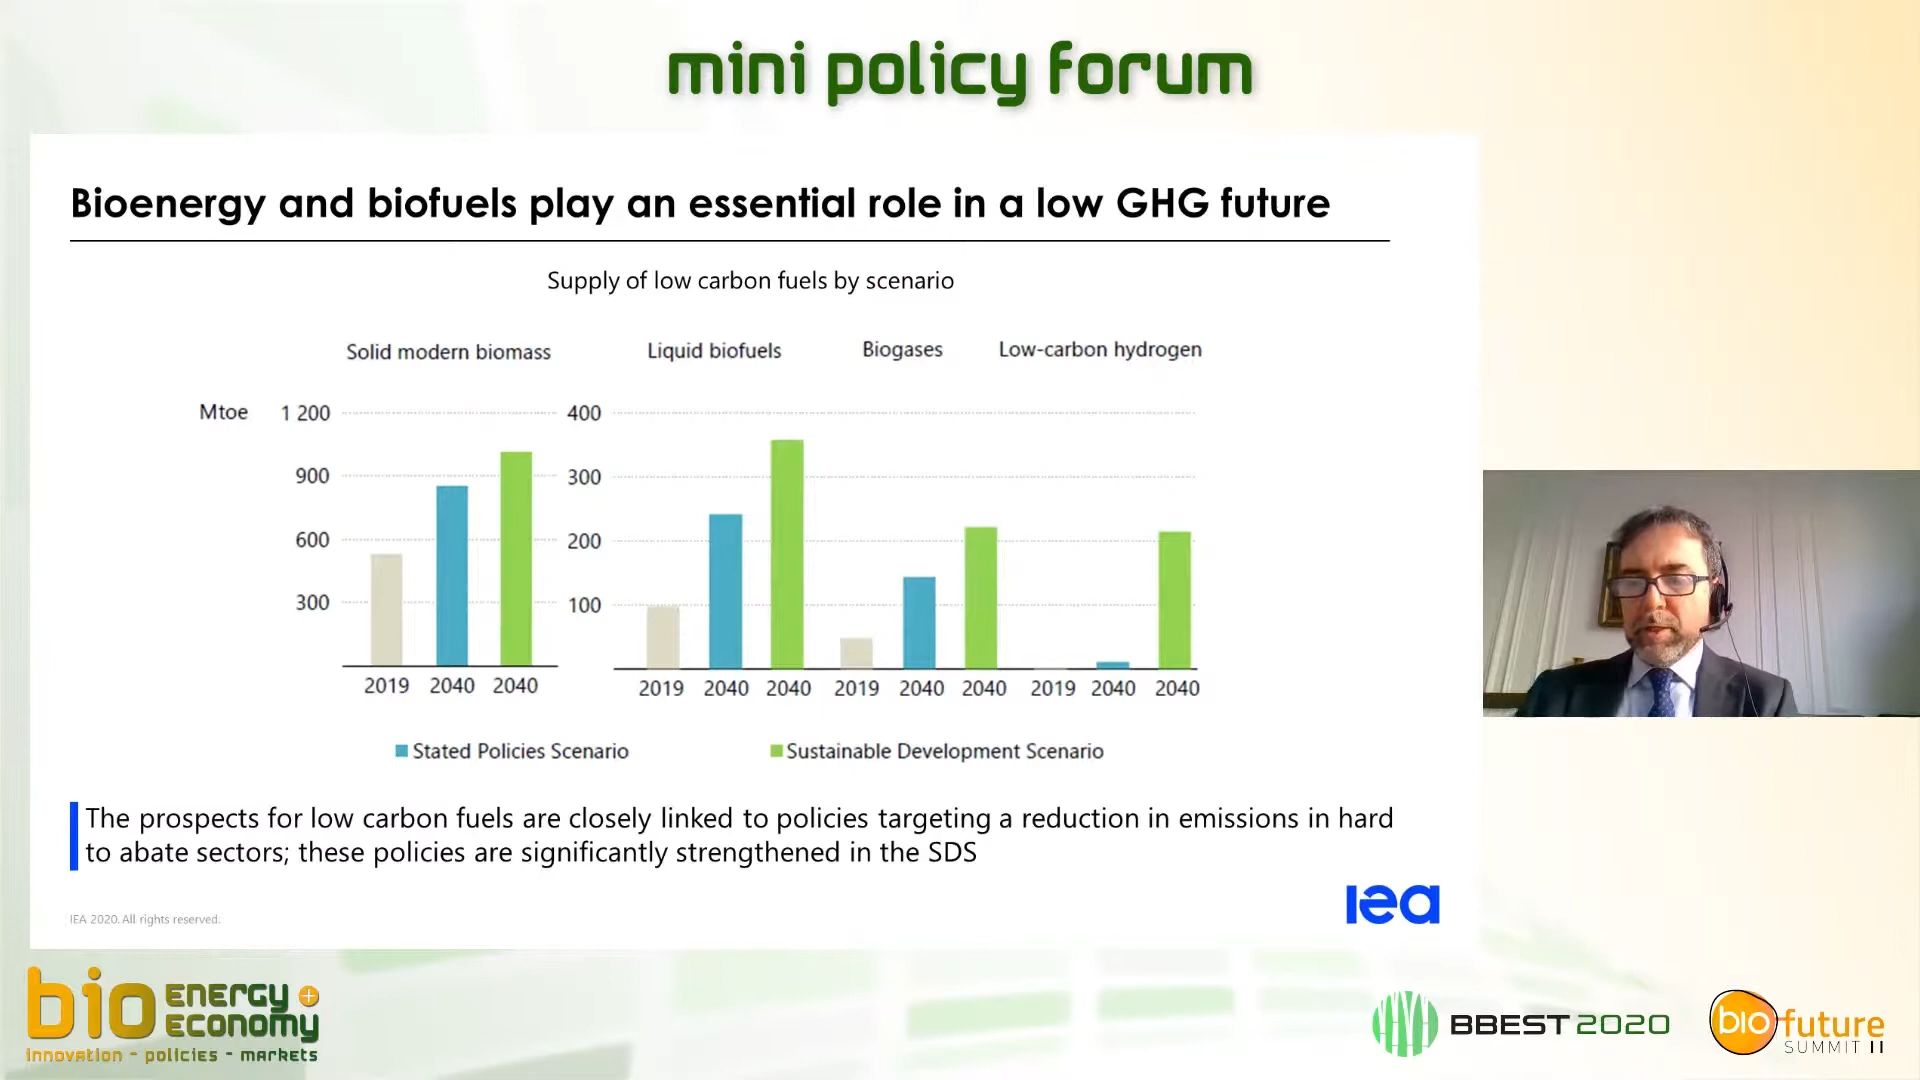 mini policy forum
Bioenergy and biofuels play an essential role in a low GHG future
Supply of low carbon fuels by scenario
Solid modern biomass
Liquid biofuels
Biogases
Low-carbon hydrogen
Mtoe
1 200
900
600
300
400
300
200
100
2019 2040 2040
2019 2040 2040 2019 2040 2040 2019 2040 2040
Stated Policies Scenario
Sustainable Development Scenario
The prospects for low carbon fuels are closely linked to policies targeting a reduction in emissions in hard
to abate sectors; these policies are significantly strengthened in the SDS
IEA 2020. All rights reserved.
iea
bio ENERGY +
ECONOMY
innovation - policies - markets
BBEST 2020
biofuture
SUMMIT II